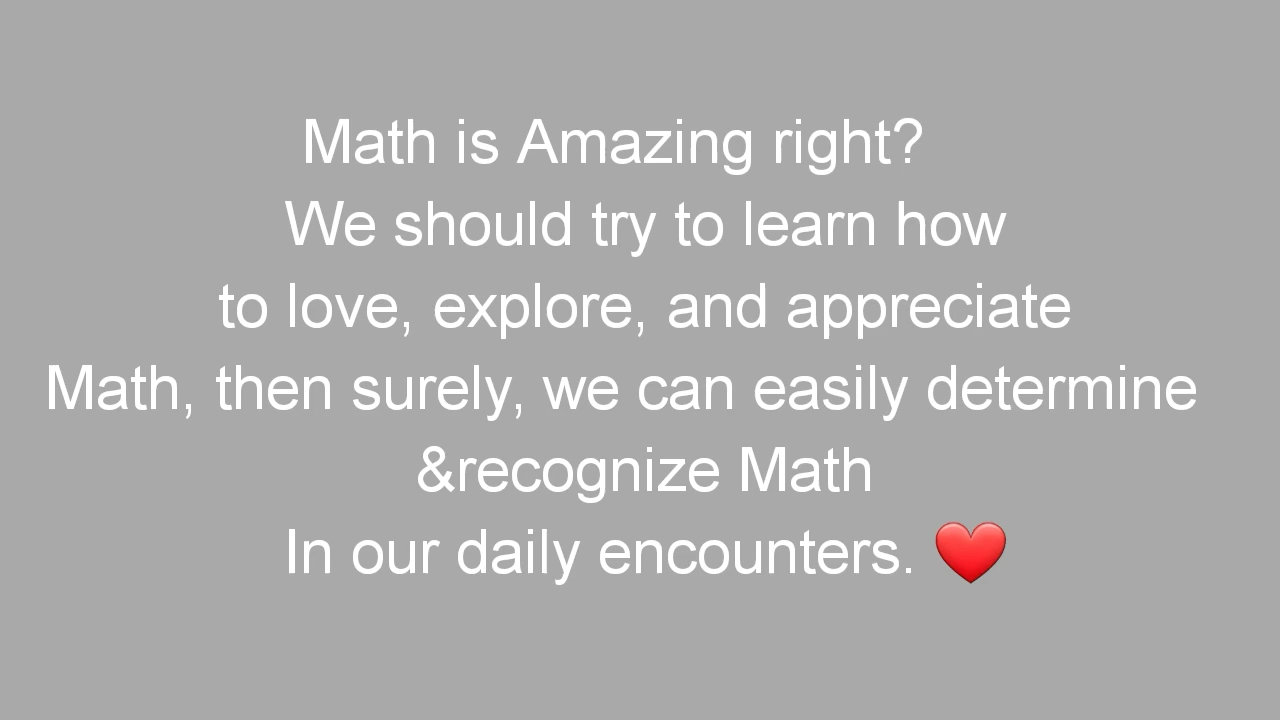 Math is Amazing right?
We should try to learn how
to love, explore, and appreciate
Math, then surely, we can easily determine
&recognize Math
In our daily encounters. ❤️